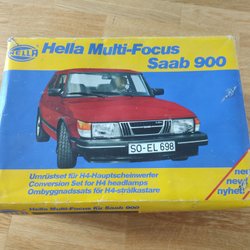 HELLA
Hella Multi-Focus
Saab 900
SO-EL 698
Umrüstset für H4-Hauptscheinwerfer
Conversion Set for H4 headlamps
Ombyggnadssats för H4-strålkastare
neu
new
nyhet
Hella Multi-Focus für Saab 900